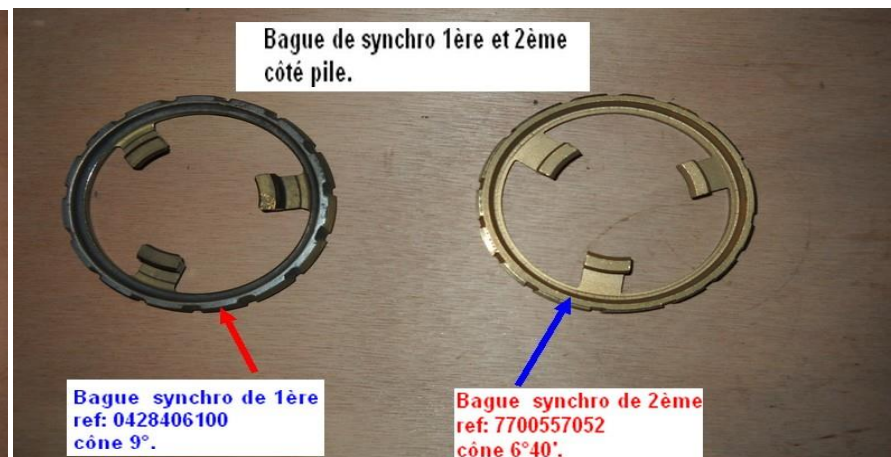 Bague de synchro 1ère et 2ème
côté pile.
Bague synchro de 1ère
ref: 0428406100
cône 9°.
Bague synchro de 2ème
ref: 7700557052
cône 6°40'.